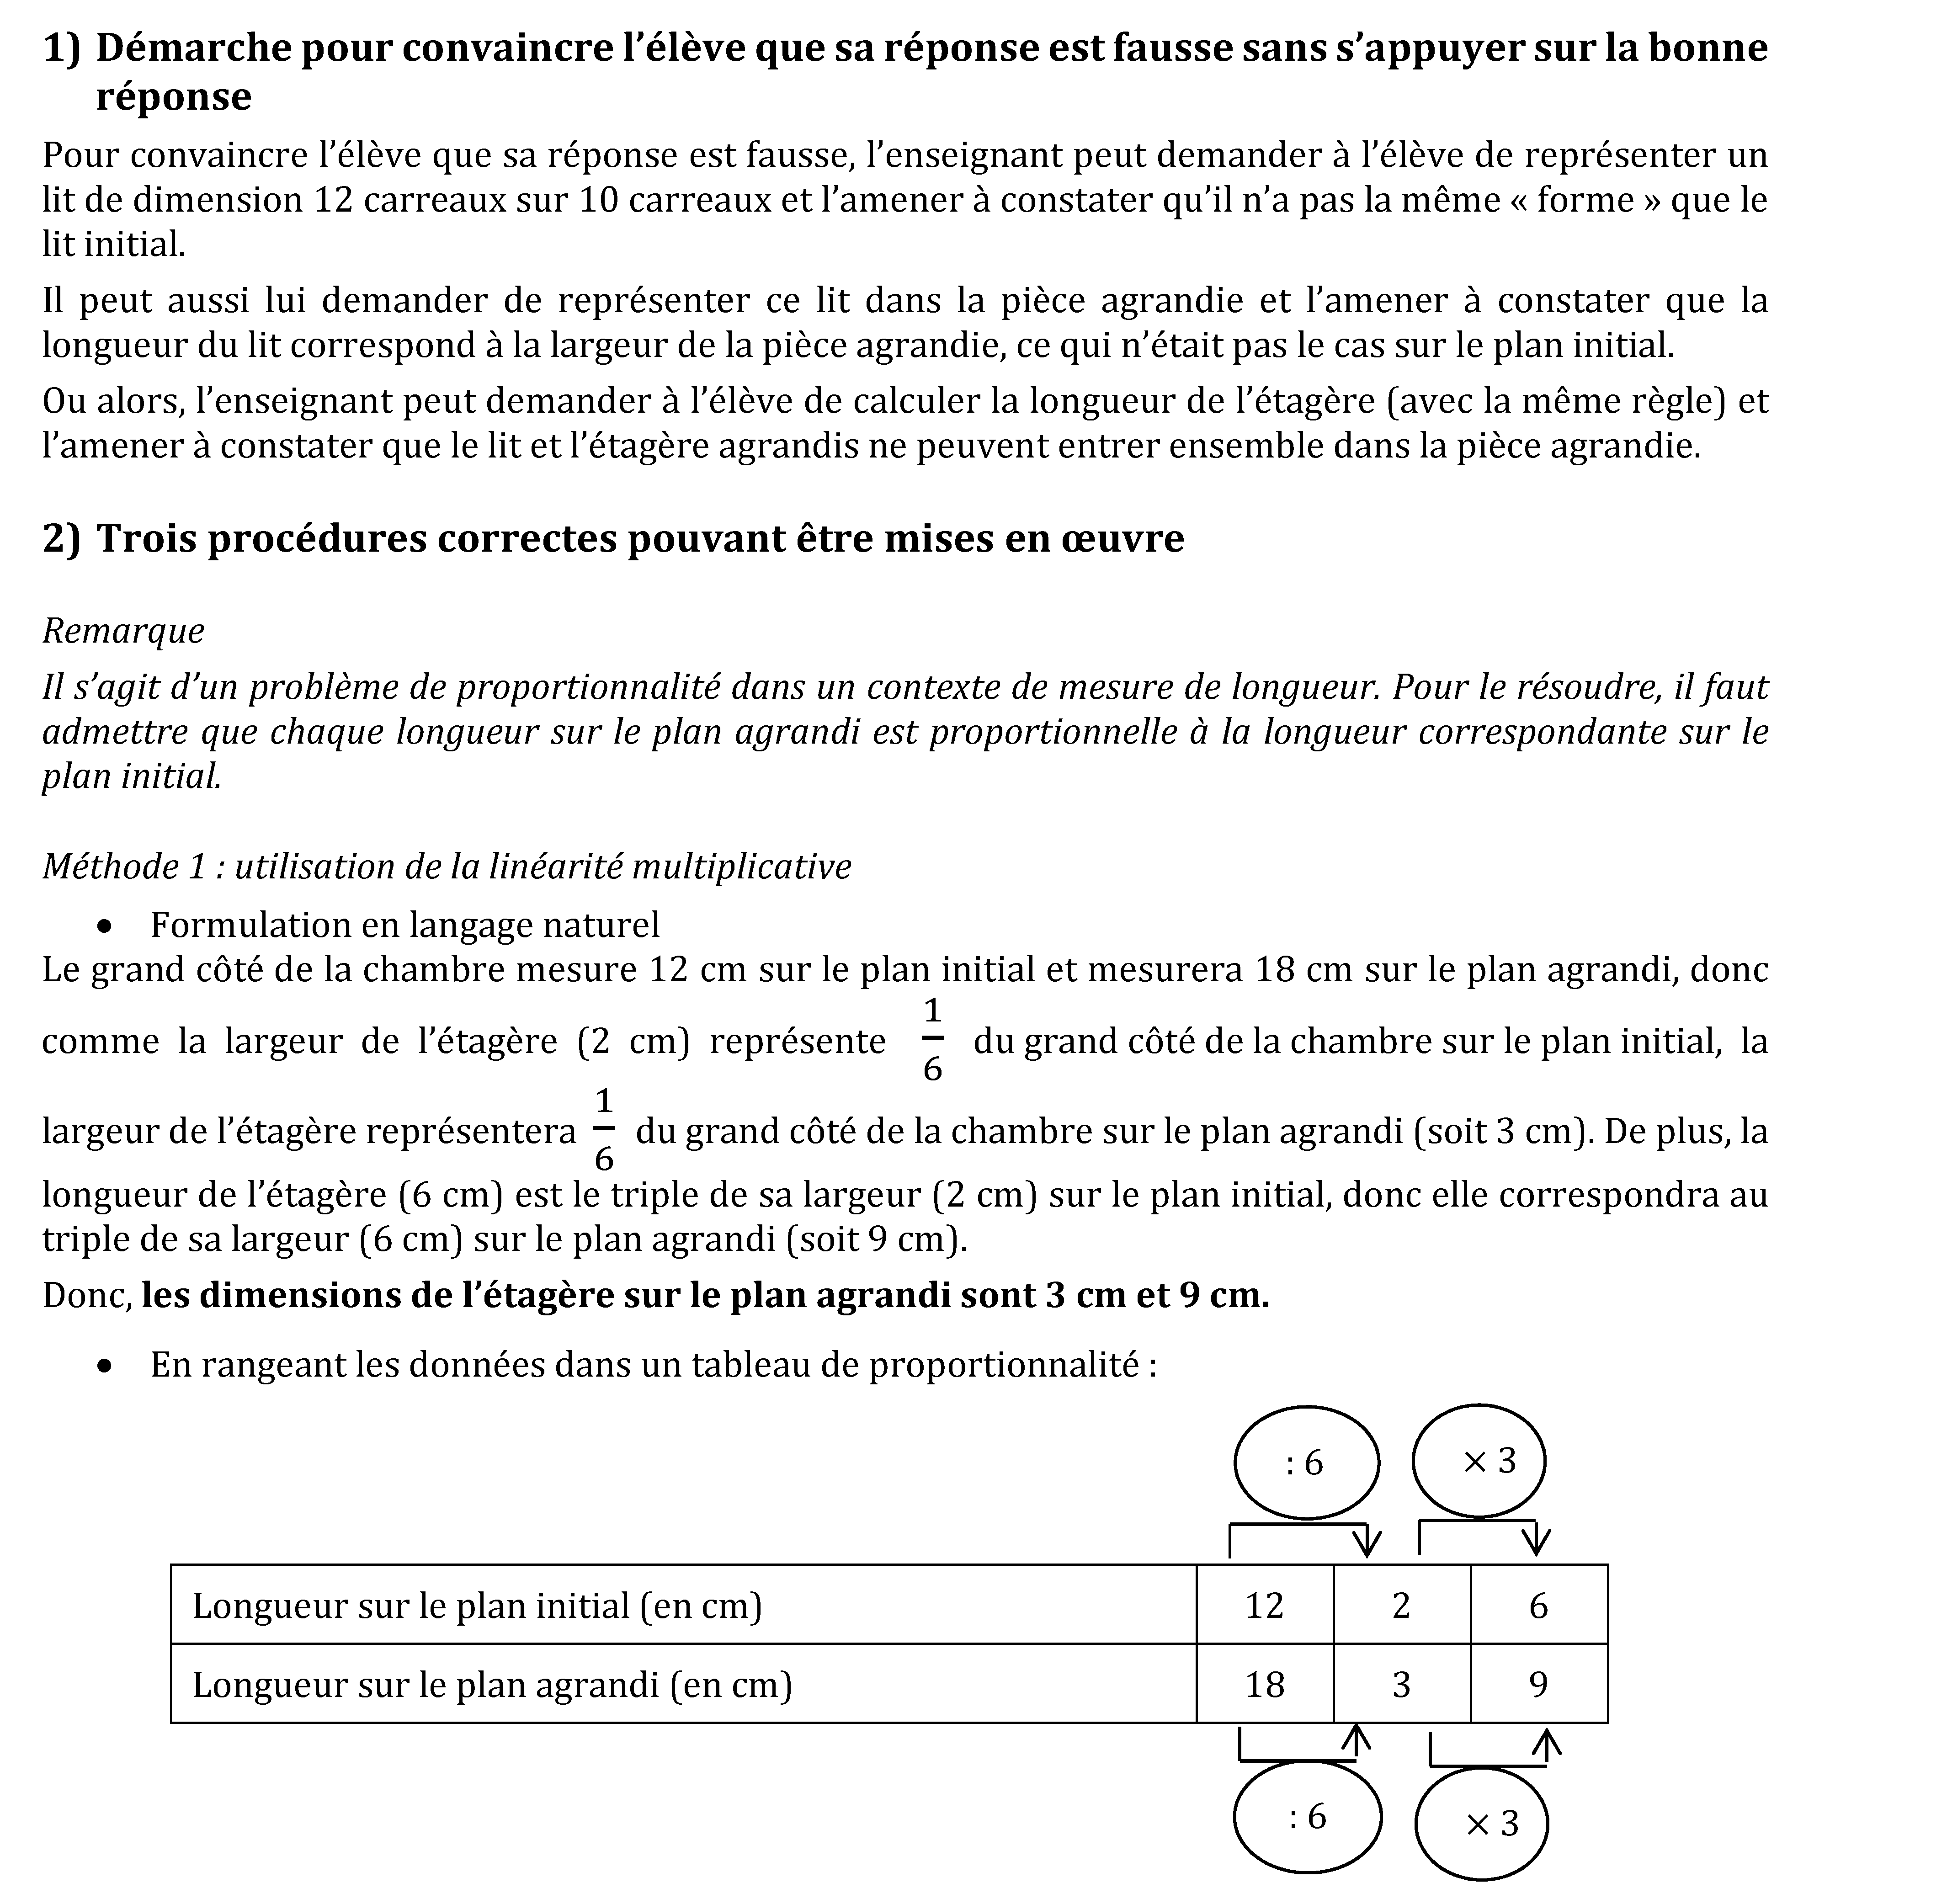 1) Démarche pour convaincre l’élève que sa réponse est fausse sans s’appuyer sur la bonne
réponse
Pour convaincre l’élève que sa réponse est fausse, l’enseignant peut demander à l’élève de représenter un
lit de dimension 12 carreaux sur 10 carreaux et l’amener à constater qu’il n’a pas la même « forme » que le
lit initial.
Il peut aussi lui demander de représenter ce lit dans la pièce agrandie et l’amener à constater que la
longueur du lit correspond à la largeur de la pièce agrandie, ce qui n’était pas le cas sur le plan initial.
Ou alors, l’enseignant peut demander à l’élève de calculer la longueur de l’étagère (avec la même règle) et
l’amener à constater que le lit et l’étagère agrandis ne peuvent entrer ensemble dans la pièce agrandie.
2) Trois procédures correctes pouvant être mises en œuvre
Remarque
Il s’agit d’un problème de proportionnalité dans un contexte de mesure de longueur. Pour le résoudre, il faut
admettre que chaque longueur sur le plan agrandi est proportionnelle à la longueur correspondante sur le
plan initial.
Méthode 1 : utilisation de la linéarité multiplicative
• Formulation en langage naturel
Le grand côté de la chambre mesure 12 cm sur le plan initial et mesurera 18 cm sur le plan agrandi, donc
comme la largeur de l’étagère (2 cm) représente 1/6 du grand côté de la chambre sur le plan initial, la
largeur de l’étagère représentera 1/6 du grand côté de la chambre sur le plan agrandi (soit 3 cm). De plus, la
longueur de l’étagère (6 cm) est le triple de sa largeur (2 cm) sur le plan initial, donc elle correspondra au
triple de sa largeur (6 cm) sur le plan agrandi (soit 9 cm).
Donc, les dimensions de l’étagère sur le plan agrandi sont 3 cm et 9 cm.
• En rangeant les données dans un tableau de proportionnalité :
: 6 × 3
Longueur sur le plan initial (en cm) 12 2 6
Longueur sur le plan agrandi (en cm) 18 3 9
: 6 × 3